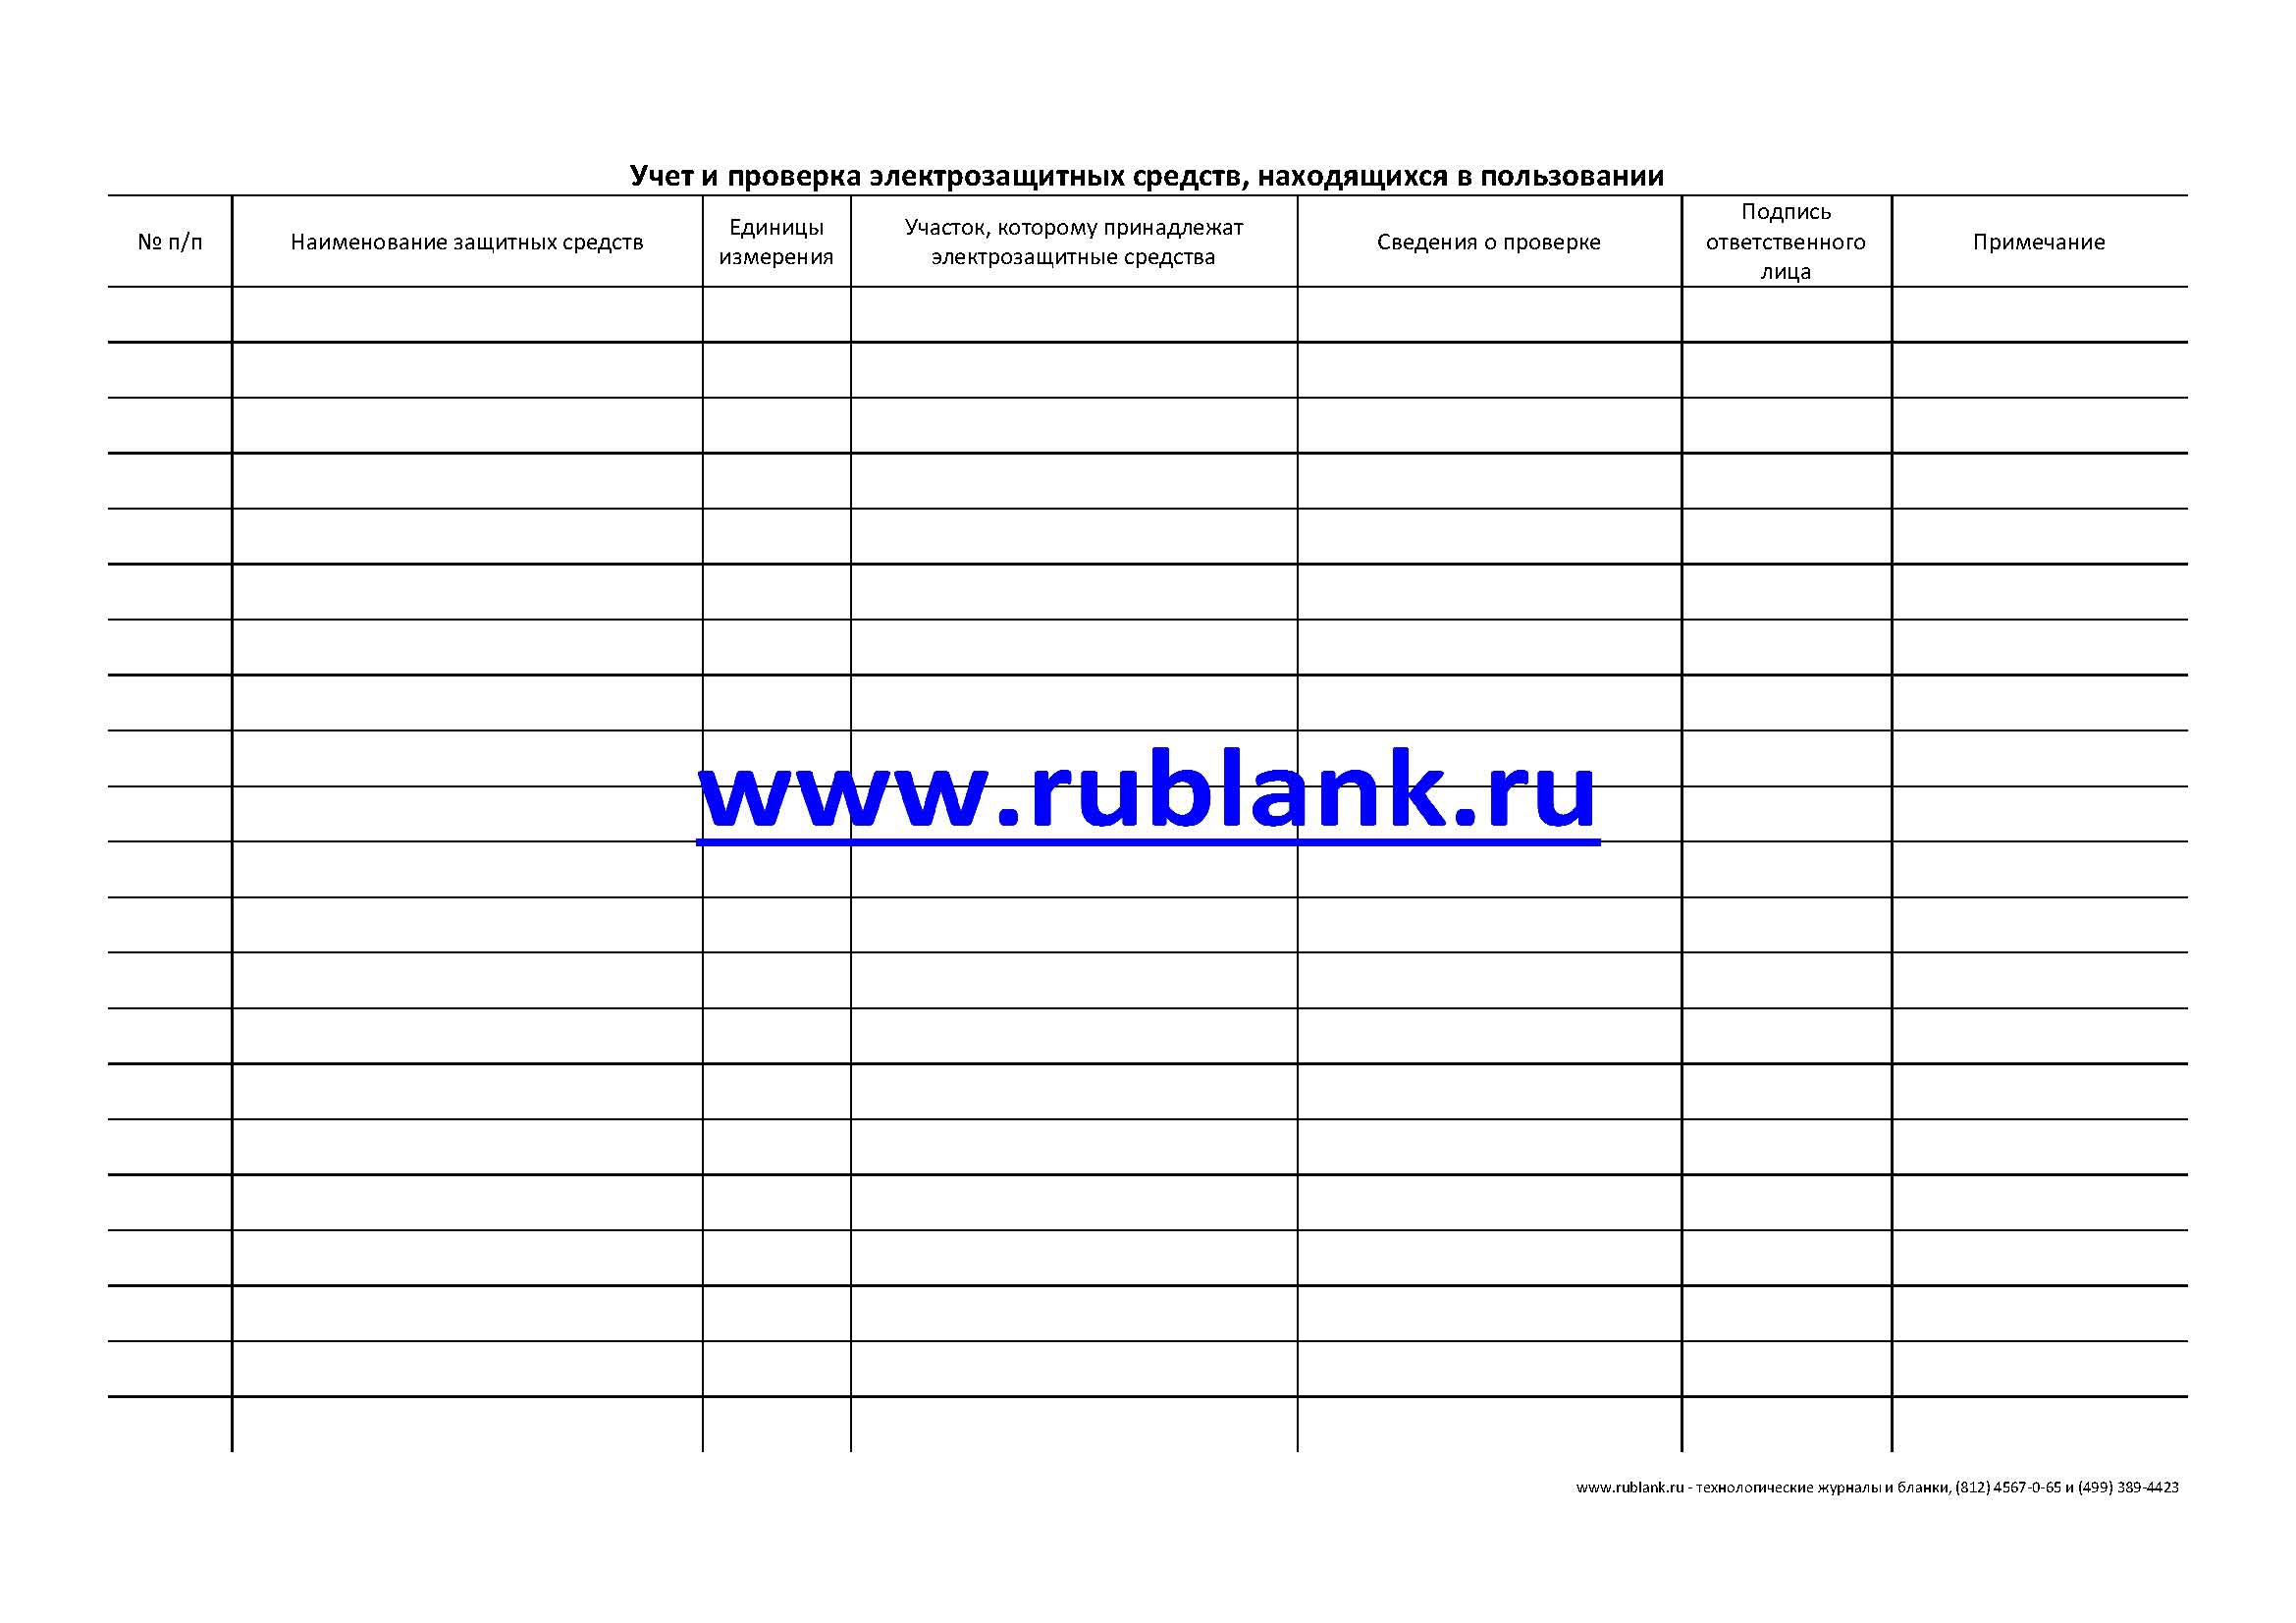 Учет и проверка электрозащитных средств, находящихся в пользовании
№ п/п
Наименование защитных средств
Единицы
измерения
Участок, которому принадлежат
электрозащитные средства
Сведения о проверке
Подпись
ответственного
лица
Примечание
www.rublank.ru
www.rublank.ru - технологические журналы и бланки, (812) 4567-0-65 и (499) 389-4423